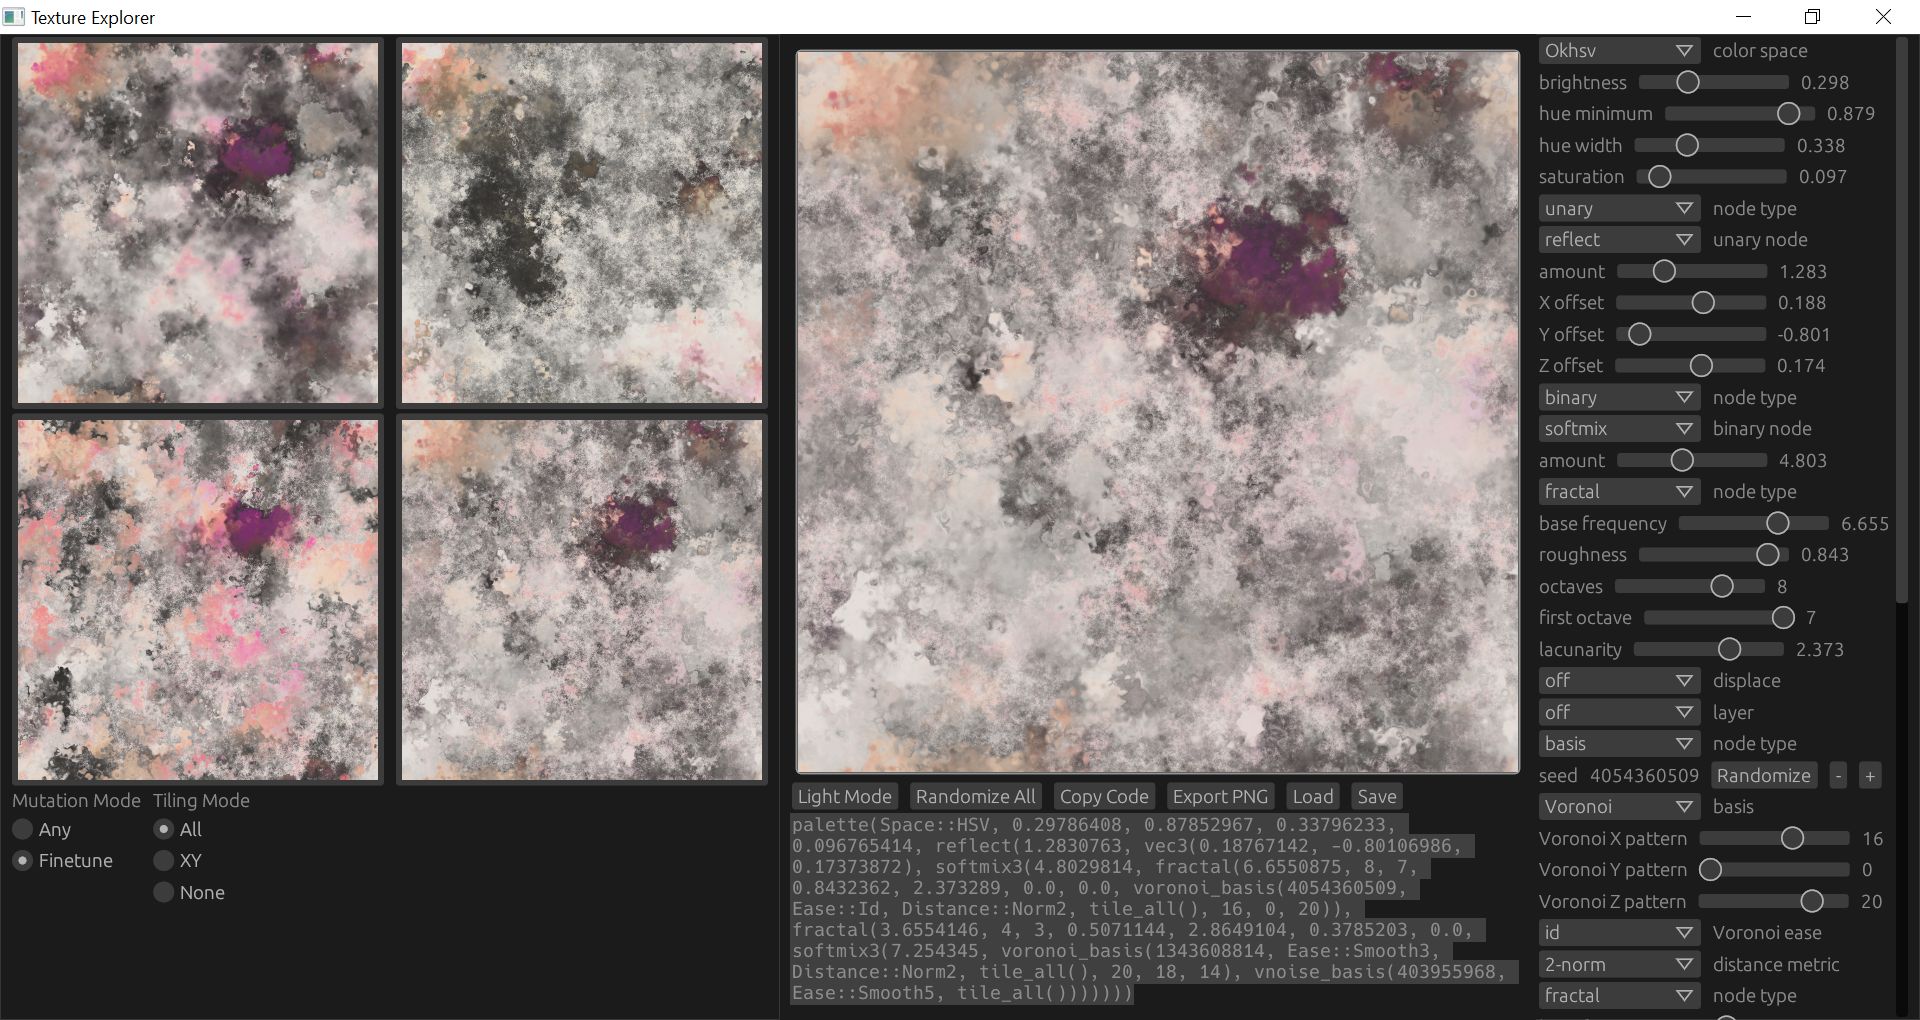 Texture Explorer
Mutation Mode
Any
Finetune
Tiling Mode
All
XY
None
Light Mode Randomize All Copy Code Export PNG Load Save
palette(Space::HSV, 0.29786408, 0.87852967, 0.33796233,
0.096765414, reflect(1.2830763, vec3(0.18767142, -0.80106986,
0.17373872), softmix3(4.8029814, fractal(6.6550875, 8, 7,
0.8432362, 2.373289, 0.0, 0.0, voronoi_basis(4054360509,
Ease::Id, Distance::Norm2, tile_all(), 16, 0, 20)),
fractal(3.6554146, 4, 3, 0.5071144, 2.8649104, 0.3785203, 0.0,
softmix3(7.254345, voronoi_basis(1343608814, Ease::Smooth3,
Distance::Norm2, tile_all(), 20, 18, 14), vnoise_basis(403955968,
Ease::Smooth5, tile_all()))))))
Okhsv color space
brightness 0.298
hue minimum 0.879
hue width 0.338
saturation 0.097
unary node type
reflect unary node
amount 1.283
X offset 0.188
Y offset -0.801
Z offset 0.174
binary node type
softmix binary node
amount 4.803
fractal node type
base frequency 6.655
roughness 0.843
octaves 8
first octave 7
lacunarity 2.373
off displace
off layer
basis node type
seed 4054360509 Randomize - +
Voronoi basis
Voronoi X pattern 16
Voronoi Y pattern 0
Voronoi Z pattern 20
id Voronoi ease
2-norm distance metric
fractal node type